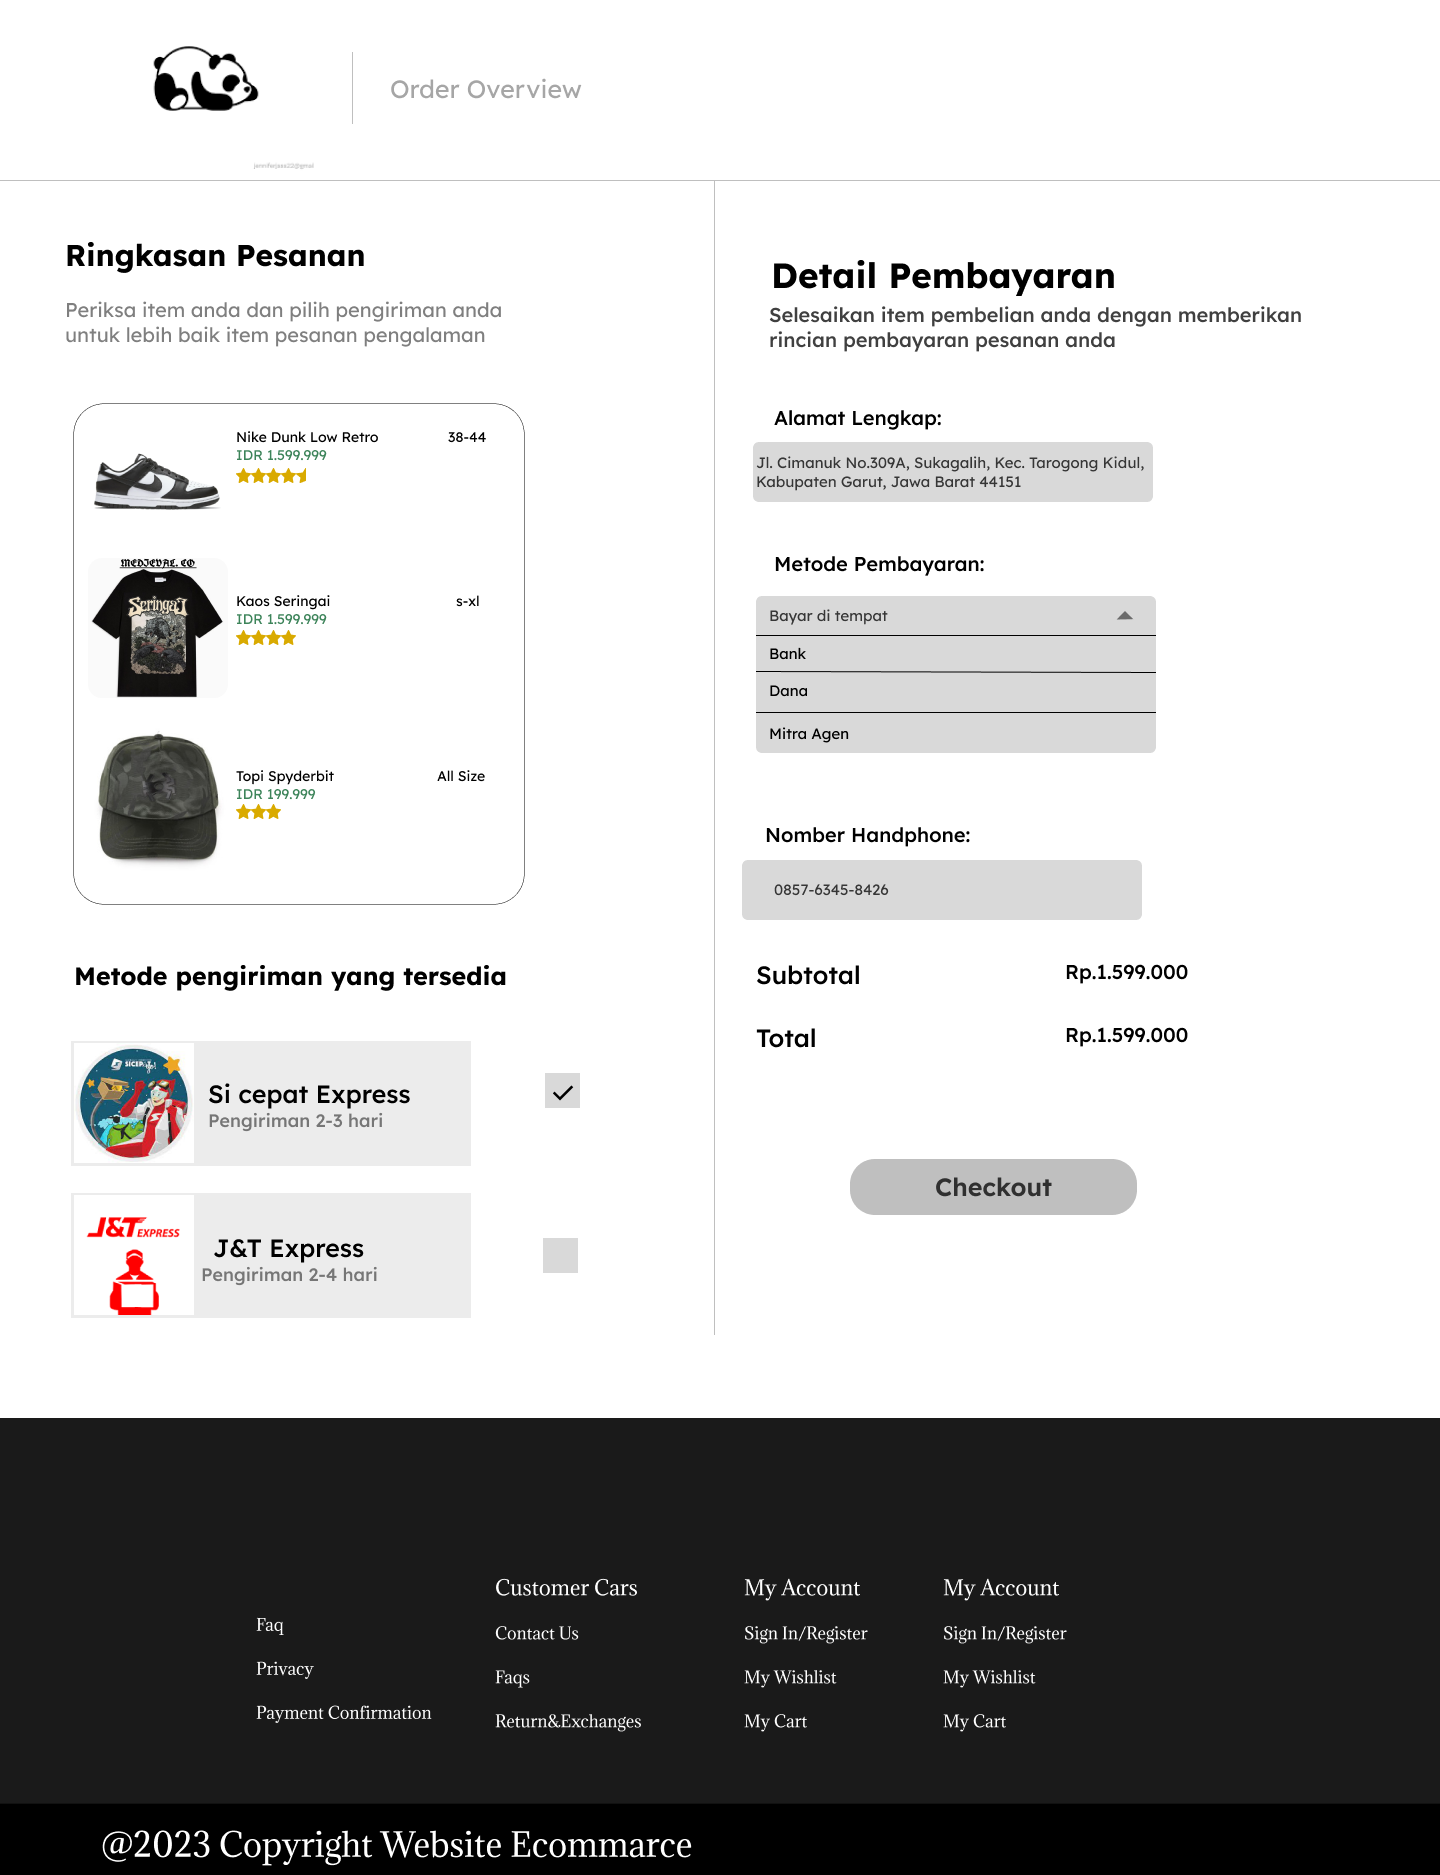 Order Overview
Ringkasan Pesanan
Periksa item anda dan pilih pengiriman anda
untuk lebih baik item pesanan pengalaman
Nike Dunk Low Retro 38-44
IDR 1.599.999
MEDIEVAL. CO
Seringai
Kaos Seringai s-xl
IDR 1.599.999
Topi Spyderbit All Size
IDR 199.999
Metode pengiriman yang tersedia
Si cepat Express
Pengiriman 2-3 hari
J&T EXPRESS
J&T Express
Pengiriman 2-4 hari
Detail Pembayaran
Selesaikan item pembelian anda dengan memberikan
rincian pembayaran pesanan anda
Alamat Lengkap:
Jl. Cimanuk No.309A, Sukagalih, Kec. Tarogong Kidul,
Kabupaten Garut, Jawa Barat 44151
Metode Pembayaran:
Bayar di tempat
Bank
Dana
Mitra Agen
Nomber Handphone:
0857-6345-8426
Subtotal Rp.1.599.000
Total Rp.1.599.000
Checkout
Faq
Privacy
Payment Confirmation
Customer Cars
Contact Us
Faqs
Return&Exchanges
My Account
Sign In/Register
My Wishlist
My Cart
My Account
Sign In/Register
My Wishlist
My Cart
@2023 Copyright Website Ecommarce